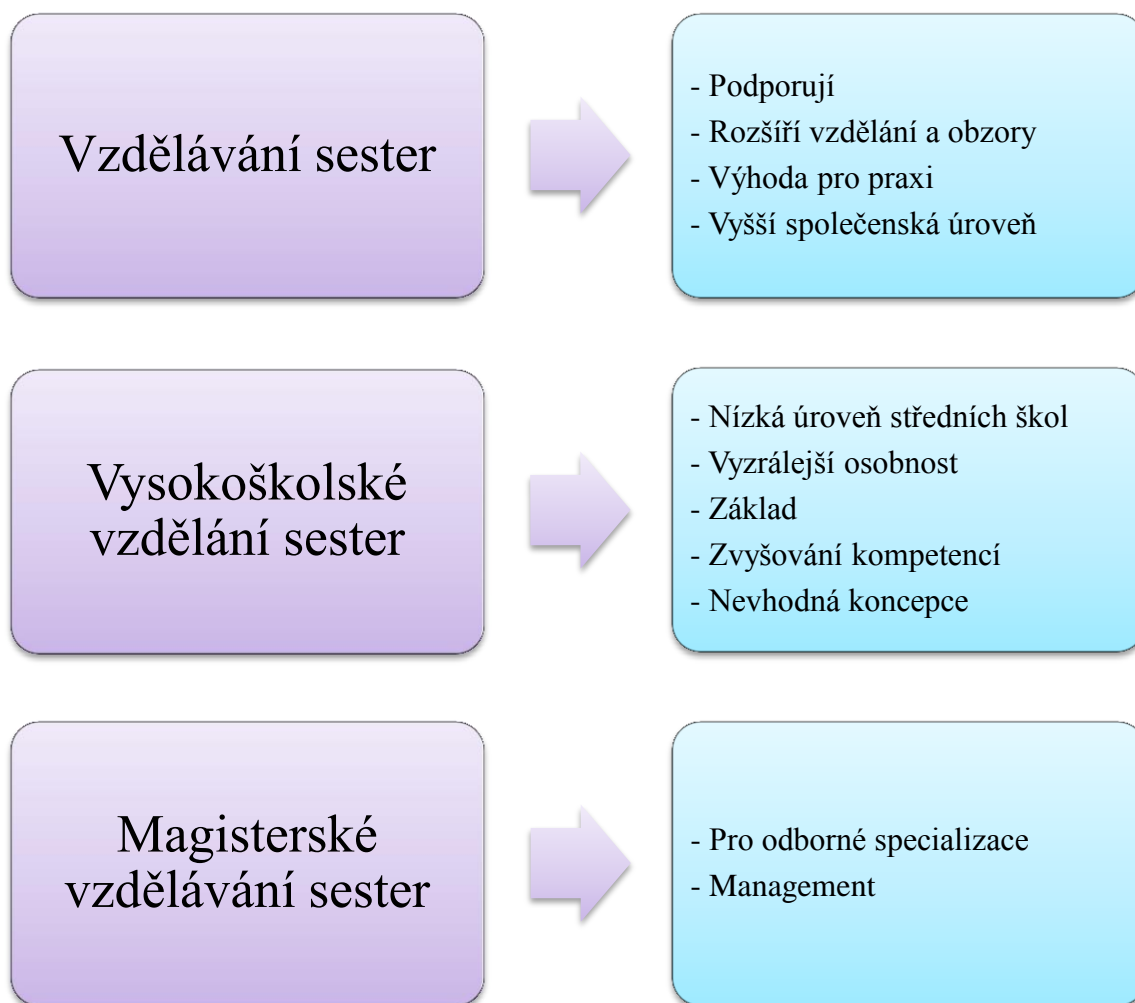 Vzdělávání sester
- Podporují
- Rozšíří vzdělání a obzory
- Výhoda pro praxi
- Vyšší společenská úroveň
Vysokoškolské
vzdělání sester
- Nízká úroveň středních škol
- Vyzrálejší osobnost
- Základ
- Zvyšování kompetencí
- Nevhodná koncepce
Magisterské
vzdělávání sester
- Pro odborné specializace
- Management